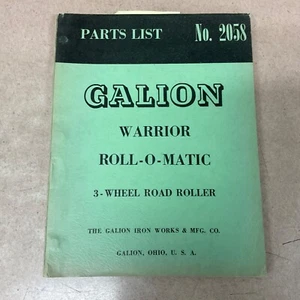 PARTS LIST No. 2058
GALION
WARRIOR
ROLL-O-MATIC
3-WHEEL ROAD ROLLER
THE GALION IRON WORKS & MFG. CO.
GALION, OHIO, U. S. A.